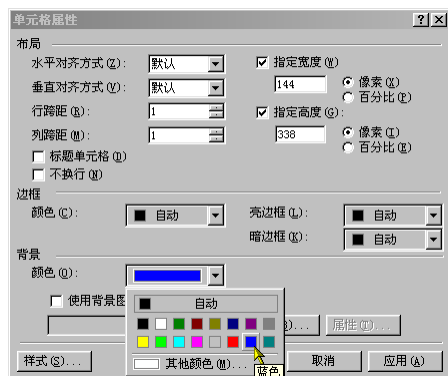 单元格属性
布局
水平对齐方式(Z): 默认 指定宽度(W)
144 像素(X)
垂直对齐方式(V): 默认 百分比(P)
行跨距(R): 1 指定高度(G):
列跨距(M): 1 338 像素(I)
百分比(E)
标题单元格(D)
不换行(N)
边框
颜色(C): 自动 亮边框(L): 自动
暗边框(K): 自动
背景
颜色(O):
使用背景图
自动
属性(T)...
其他颜色(M)...
蓝色
样式(S)... 取消 应用(A)